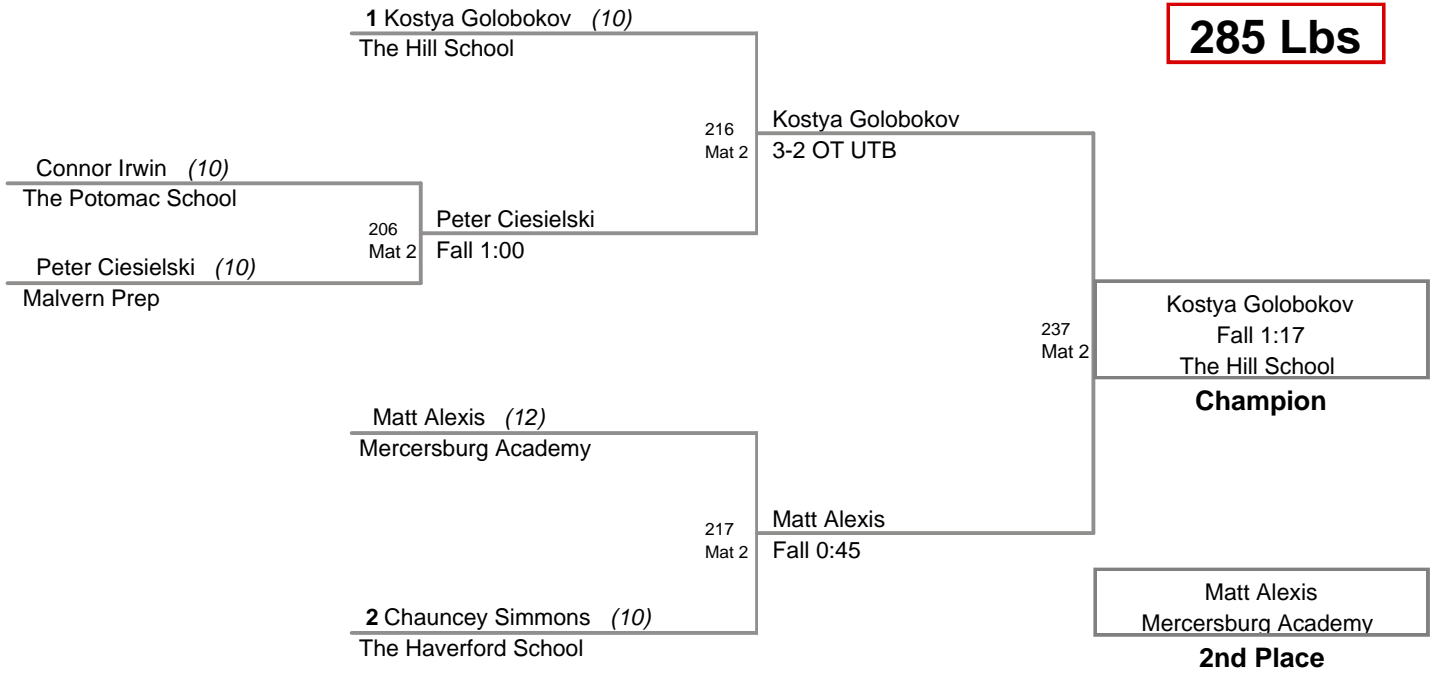 1 Kostya Golobokov (10)
The Hill School
285 Lbs
216
Mat 2
Kostya Golobokov
3-2 OT UTB
Connor Irwin (10)
The Potomac School
206
Mat 2
Peter Ciesielski
Fall 1:00
Peter Ciesielski (10)
Malvern Prep
237
Mat 2
Kostya Golobokov
Fall 1:17
The Hill School
Champion
Matt Alexis (12)
Mercersburg Academy
217
Mat 2
Matt Alexis
Fall 0:45
2 Chauncey Simmons (10)
The Haverford School
Matt Alexis
Mercersburg Academy
2nd Place